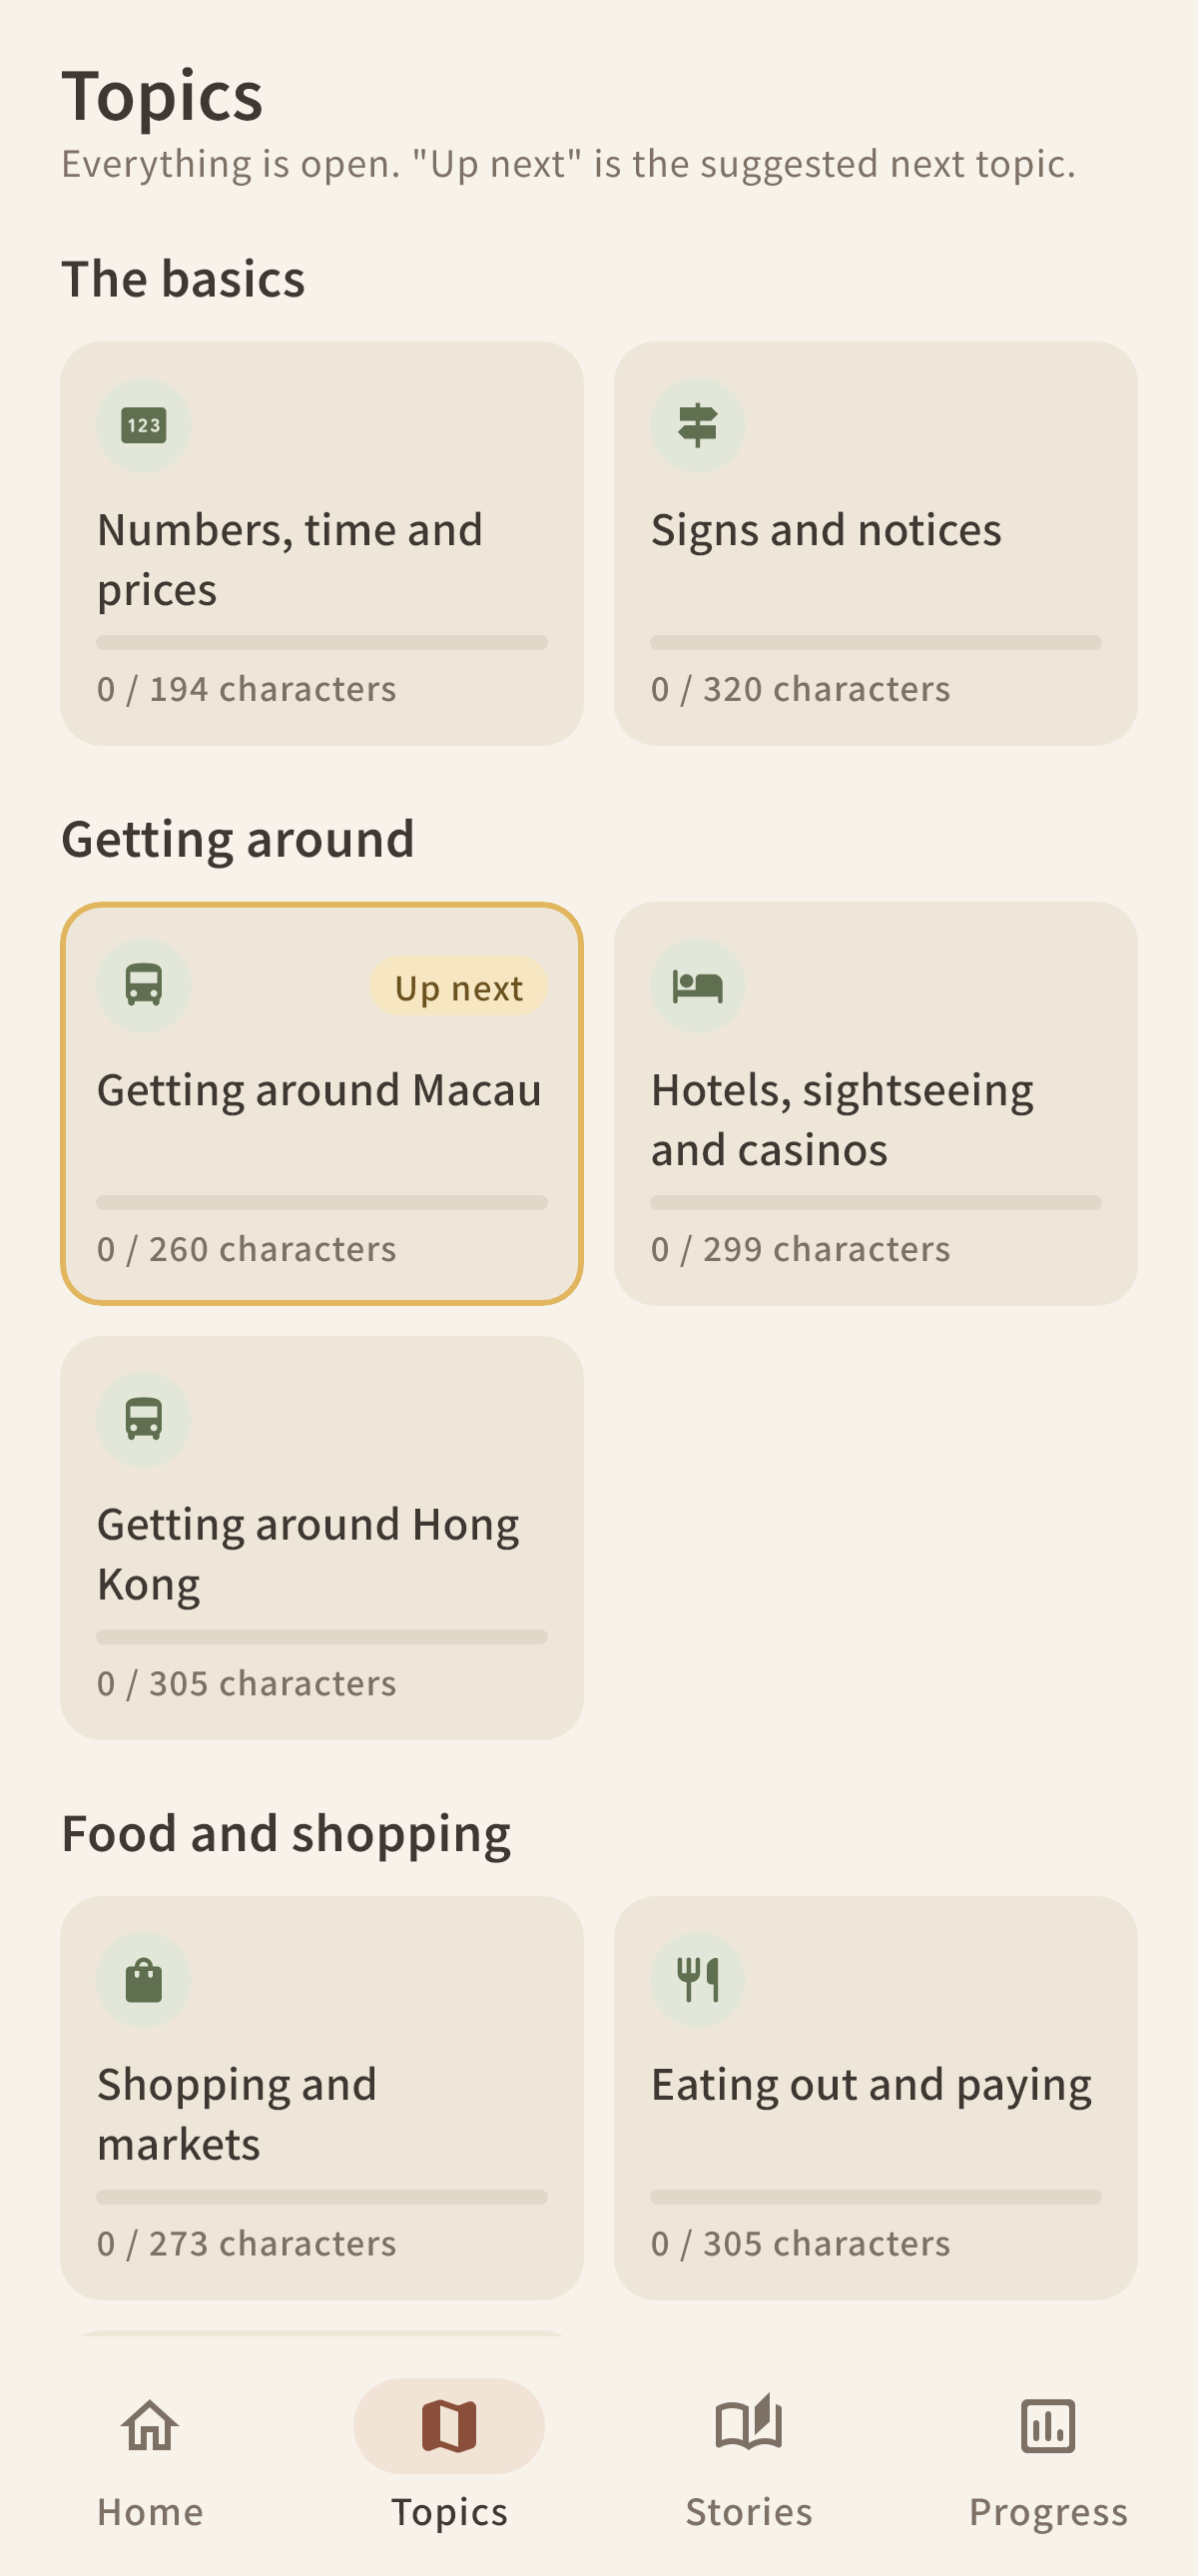 Topics
Everything is open. "Up next" is the suggested next topic.
The basics
123
Numbers, time and
prices
0 / 194 characters
Signs and notices
0 / 320 characters
Getting around
Up next
Getting around Macau
0 / 260 characters
Hotels, sightseeing
and casinos
0 / 299 characters
Getting around Hong
Kong
0 / 305 characters
Food and shopping
Shopping and
markets
0 / 273 characters
Eating out and paying
0 / 305 characters
Home
Topics
Stories
Progress